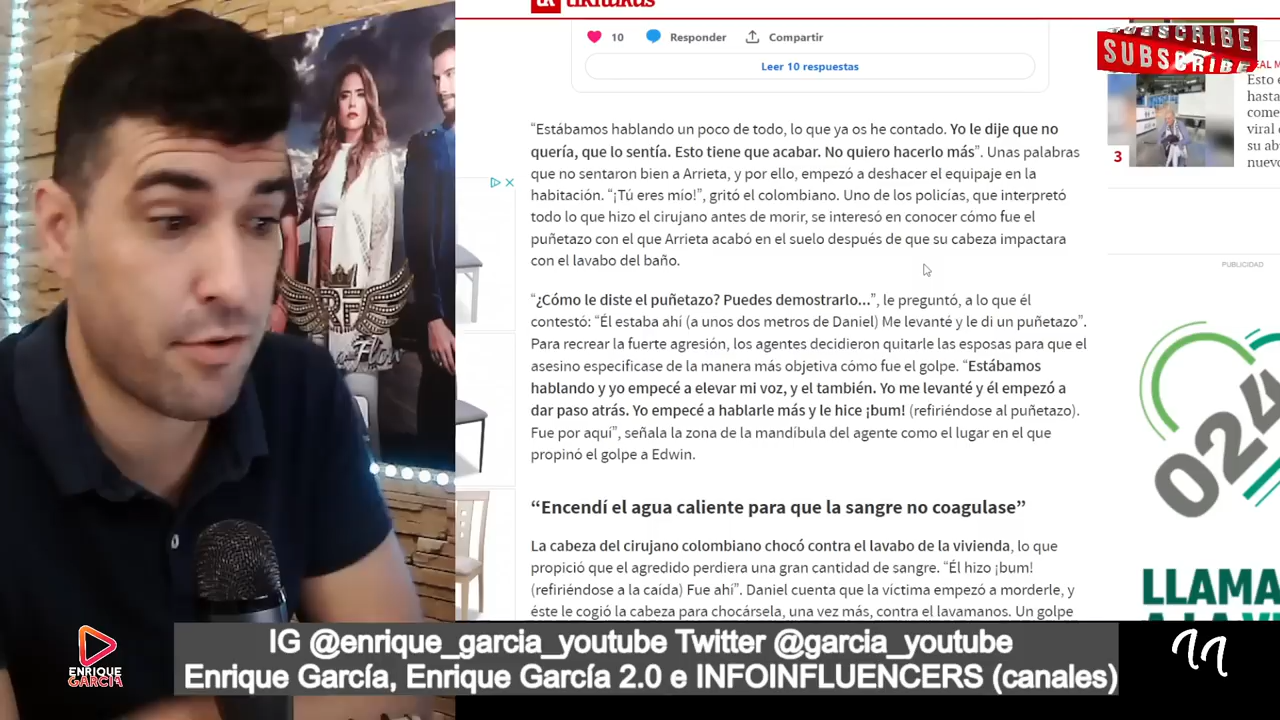 tikitakas
10 Responder Compartir
Leer 10 respuestas
SUBSCRIBE
SUBSCRIBE
“Estábamos hablando un poco de todo, lo que ya os he contado. Yo le dije que no
quería, que lo sentía. Esto tiene que acabar. No quiero hacerlo más”. Unas palabras
que no sentaron bien a Arrieta, y por ello, empezó a deshacer el equipaje en la
habitación. “¡Tú eres mío!”, gritó el colombiano. Uno de los policías, que interpretó
todo lo que hizo el cirujano antes de morir, se interesó en conocer cómo fue el
puñetazo con el que Arrieta acabó en el suelo después de que su cabeza impactara
con el lavabo del baño.
“¿Cómo le diste el puñetazo? Puedes demostrarlo...”, le preguntó, a lo que él
contestó: “Él estaba ahí (a unos dos metros de Daniel) Me levanté y le di un puñetazo”.
Para recrear la fuerte agresión, los agentes decidieron quitarle las esposas para que el
asesino especificase de la manera más objetiva cómo fue el golpe. “Estábamos
hablando y yo empecé a elevar mi voz, y el también. Yo me levanté y él empezó a
dar paso atrás. Yo empecé a hablarle más y le hice ¡bum! (refiriéndose al puñetazo).
Fue por aquí”, señala la zona de la mandíbula del agente como el lugar en el que
propinó el golpe a Edwin.
“Encendí el agua caliente para que la sangre no coagulase”
La cabeza del cirujano colombiano chocó contra el lavabo de la vivienda, lo que
propició que el agredido perdiera una gran cantidad de sangre. “Él hizo ¡bum!
(refiriéndose a la caída) Fue ahí”. Daniel cuenta que la víctima empezó a morderle, y
éste le cogió la cabeza para chocársela, una vez más, contra el lavamanos. Un golpe
3
Esto e
hasta
come
viral
su ab
nuevo
PUBLICIDAD
024
LLAMA
A LA V
RF
Flow
IG @enrique_garcia_youtube Twitter @garcia_youtube
Enrique García, Enrique García 2.0 e INFOINFLUENCERS (canales)
ENRIQUE
GARCÍA